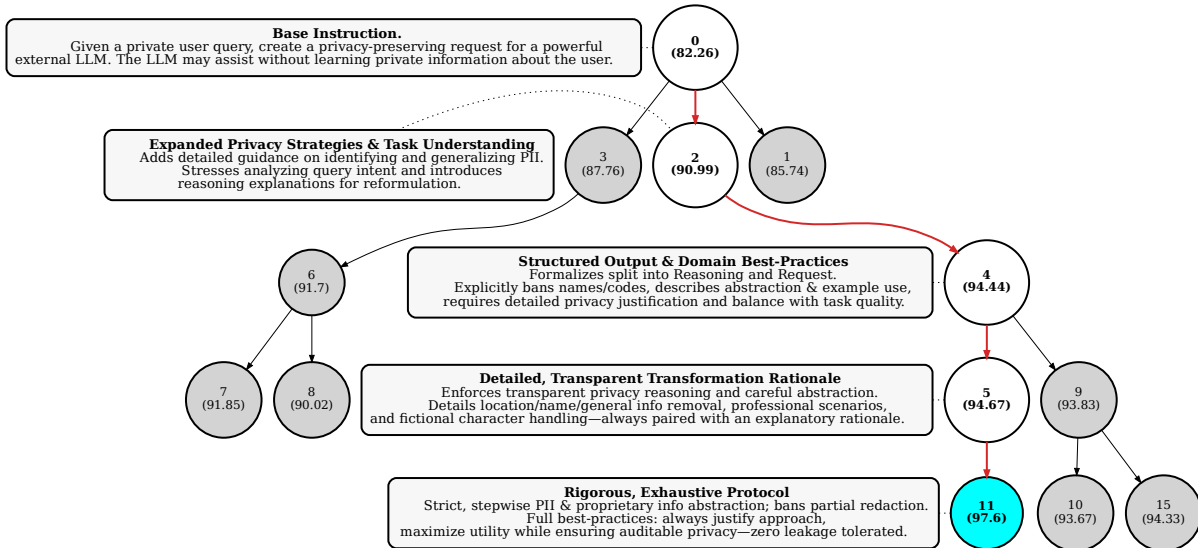 Base Instruction.
Given a private user query, create a privacy-preserving request for a powerful
external LLM. The LLM may assist without learning private information about the user.
0
(82.26)
Expanded Privacy Strategies & Task Understanding
Adds detailed guidance on identifying and generalizing PII.
Stresses analyzing query intent and introduces
reasoning explanations for reformulation.
3
(87.76)
2
(90.99)
1
(85.74)
6
(91.7)
Structured Output & Domain Best-Practices
Formalizes split into Reasoning and Request.
Explicitly bans names/codes, describes abstraction & example use,
requires detailed privacy justification and balance with task quality.
4
(94.44)
7
(91.85)
8
(90.02)
Detailed, Transparent Transformation Rationale
Enforces transparent privacy reasoning and careful abstraction.
Details location/name/general info removal, professional scenarios,
and fictional character handling—always paired with an explanatory rationale.
5
(94.67)
9
(93.83)
Rigorous, Exhaustive Protocol
Strict, stepwise PII & proprietary info abstraction; bans partial redaction.
Full best-practices: always justify approach,
maximize utility while ensuring auditable privacy—zero leakage tolerated.
11
(97.6)
10
(93.67)
15
(94.33)